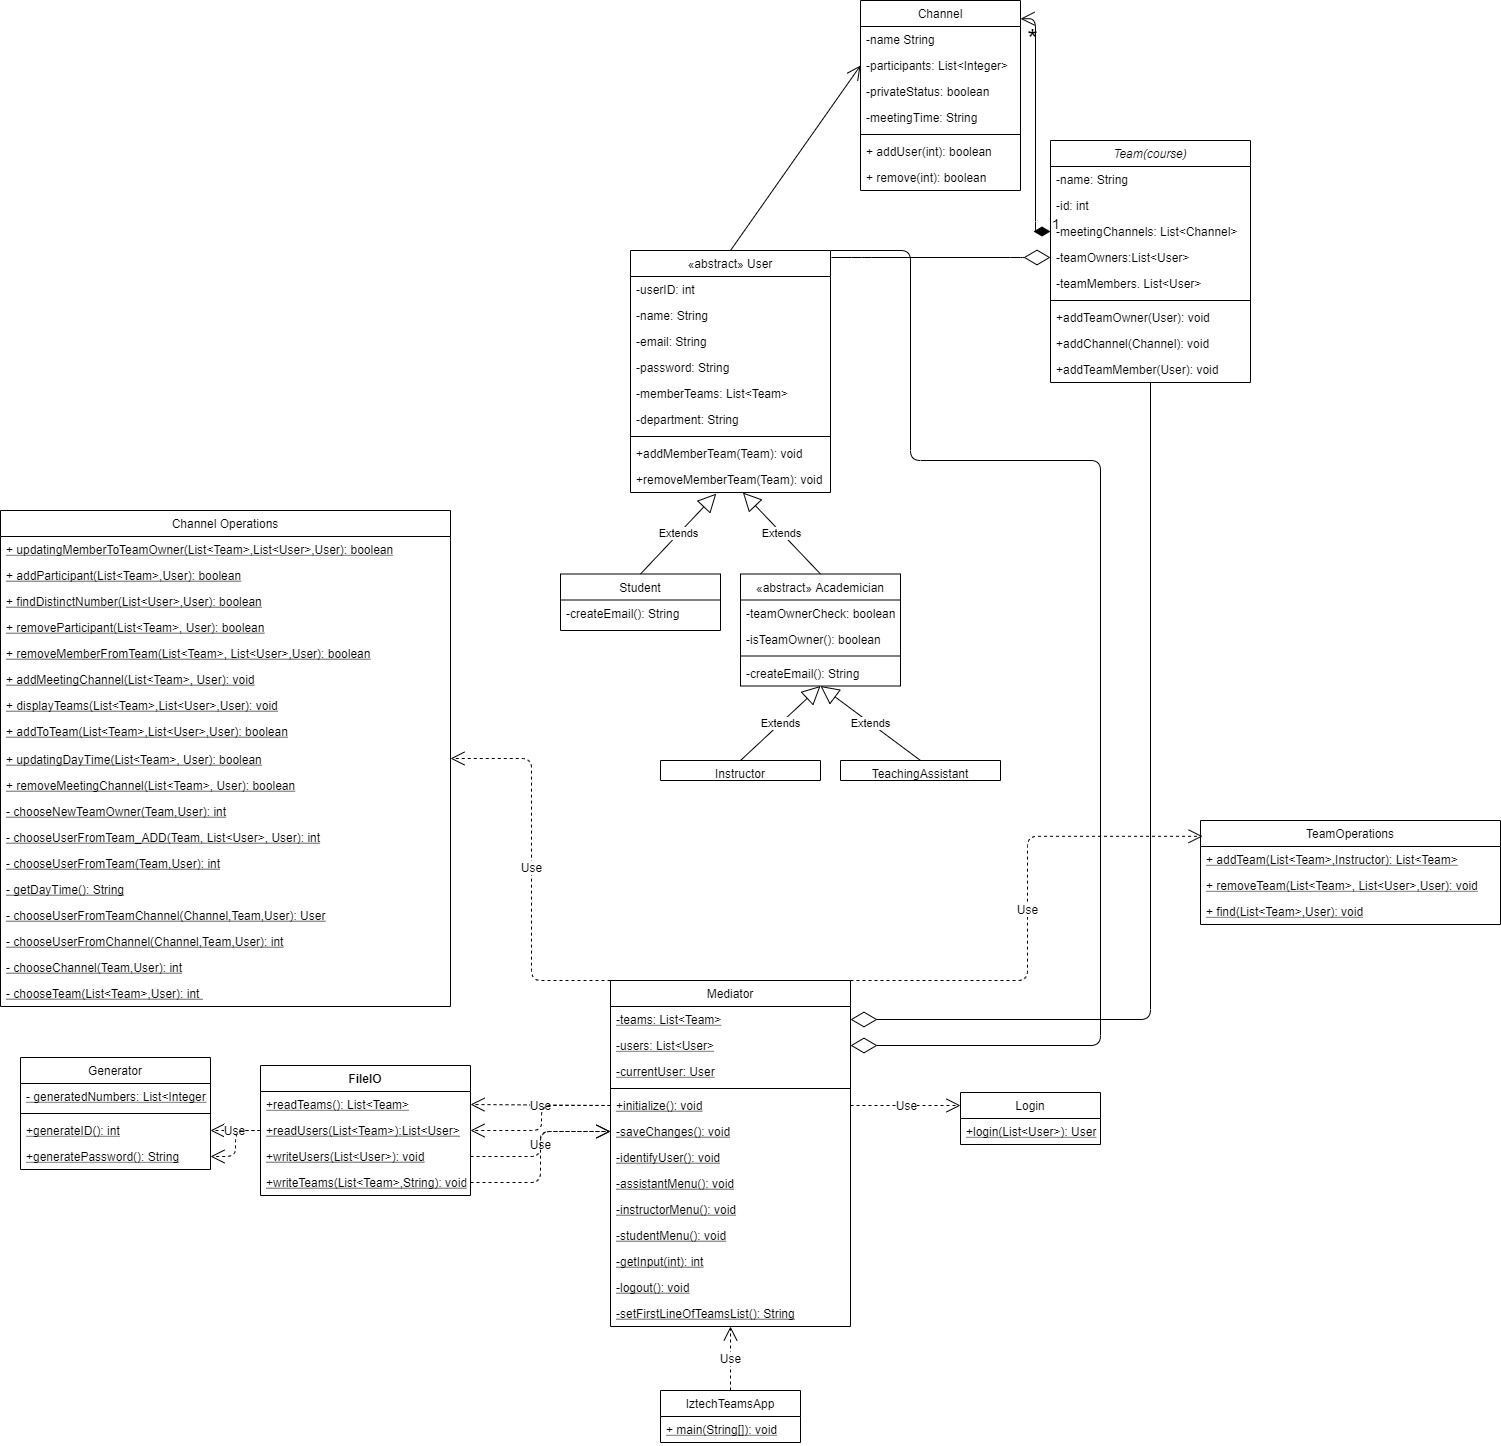 Channel
-name String
-participants: List<Integer>
-privateStatus: boolean
-meetingTime: String
+ addUser(int): boolean
+ remove(int): boolean
*
1
Team(course)
-name: String
-id: int
-meetingChannels: List<Channel>
-teamOwners:List<User>
-teamMembers. List<User>
+addTeamOwner(User): void
+addChannel(Channel): void
+addTeamMember(User): void
«abstract» User
-userID: int
-name: String
-email: String
-password: String
-memberTeams: List<Team>
-department: String
+addMemberTeam(Team): void
+removeMemberTeam(Team): void
Extends
Extends
Student
-createEmail(): String
«abstract» Academician
-teamOwnerCheck: boolean
-isTeamOwner(): boolean
-createEmail(): String
Extends
Extends
Instructor
TeachingAssistant
Channel Operations
+ updatingMemberToTeamOwner(List<Team>,List<User>,User): boolean
+ addParticipant(List<Team>,User): boolean
+ findDistinctNumber(List<User>,User): boolean
+ removeParticipant(List<Team>, User): boolean
+ removeMemberFromTeam(List<Team>, List<User>,User): boolean
+ addMeetingChannel(List<Team>, User): void
+ displayTeams(List<Team>,List<User>,User): void
+ addToTeam(List<Team>,List<User>,User): boolean
+ updatingDayTime(List<Team>, User): boolean
+ removeMeetingChannel(List<Team>, User): boolean
- chooseNewTeamOwner(Team,User): int
- chooseUserFromTeam_ADD(Team, List<User>, User): int
- chooseUserFromTeam(Team,User): int
- getDayTime(): String
- chooseUserFromTeamChannel(Channel,Team,User): User
- chooseUserFromChannel(Channel,Team,User): int
- chooseChannel(Team,User): int
- chooseTeam(List<Team>,User): int
Use
Use
TeamOperations
+ addTeam(List<Team>,Instructor): List<Team>
+ removeTeam(List<Team>, List<User>,User): void
+ find(List<Team>,User): void
Mediator
-teams: List<Team>
-users: List<User>
-currentUser: User
+initialize(): void
-saveChanges(): void
-identifyUser(): void
-assistantMenu(): void
-instructorMenu(): void
-studentMenu(): void
-getInput(int): int
-logout(): void
-setFirstLineOfTeamsList(): String
Generator
- generatedNumbers: List<Integer
+generateID(): int
+generatePassword(): String
Use
FileIO
+readTeams(): List<Team>
+readUsers(List<Team>):List<User>
+writeUsers(List<User>): void
+writeTeams(List<Team>,String): void
Use
Use
Use
Login
+login(List<User>): User
Use
IztechTeamsApp
+ main(String[]): void